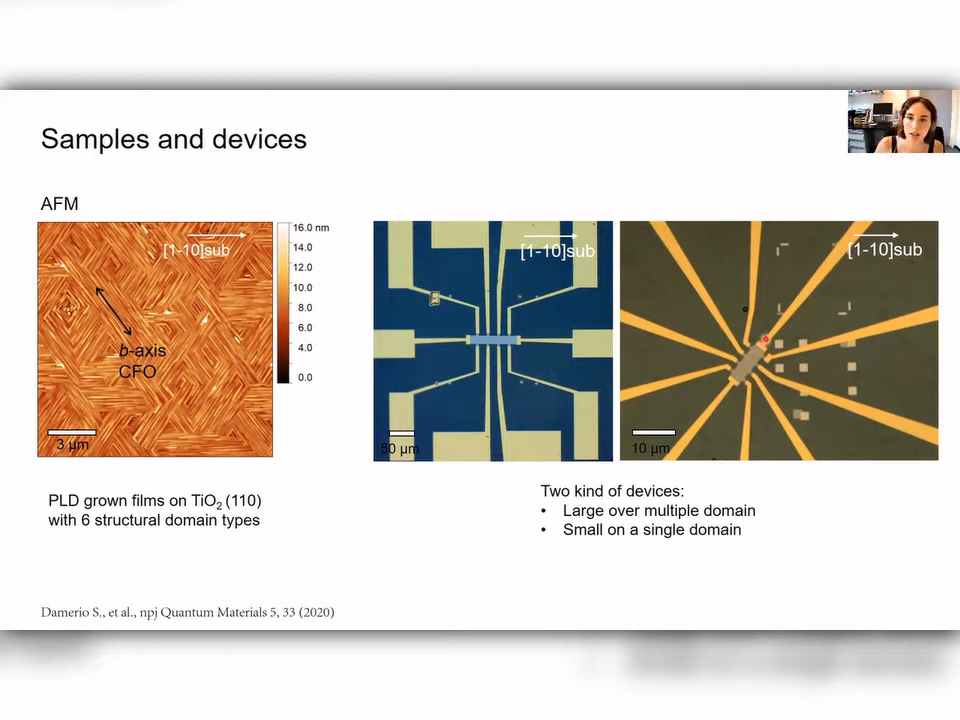 Samples and devices
AFM
[1-10]sub
b-axis
CFO
3 μm
16.0 nm
14.0
12.0
10.0
8.0
6.0
4.0
0.0
[1-10]sub
50 μm
[1-10]sub
10 μm
PLD grown films on TiO2 (110)
with 6 structural domain types
Two kind of devices:
• Large over multiple domain
• Small on a single domain
Damerio S., et al., npj Quantum Materials 5, 33 (2020)